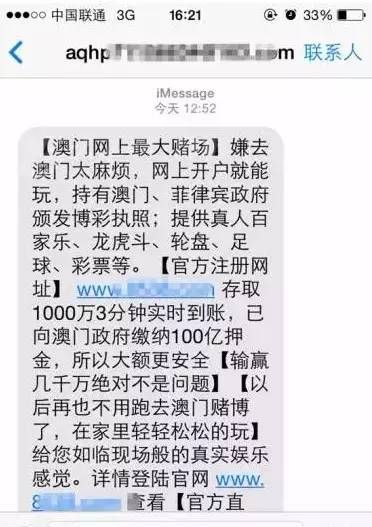 中国联通 3G 16:21 33%
aqhp com 联系人
iMessage
今天 12:52
【澳门网上最大赌场】嫌去
澳门太麻烦，网上开户就能
玩，持有澳门、菲律宾政府
颁发博彩执照；提供真人百
家乐、龙虎斗、轮盘、足
球、彩票等。【官方注册网
址】www. 存取
1000万3分钟实时到账，已
向澳门政府缴纳100亿押
金，所以大额更安全【输赢
几千万绝对不是问题】【以
后再也不用跑去澳门赌博
了，在家里轻轻松松的玩】
给您如临现场般的真实娱乐
感觉。详情登陆官网 www.
查看【官方直